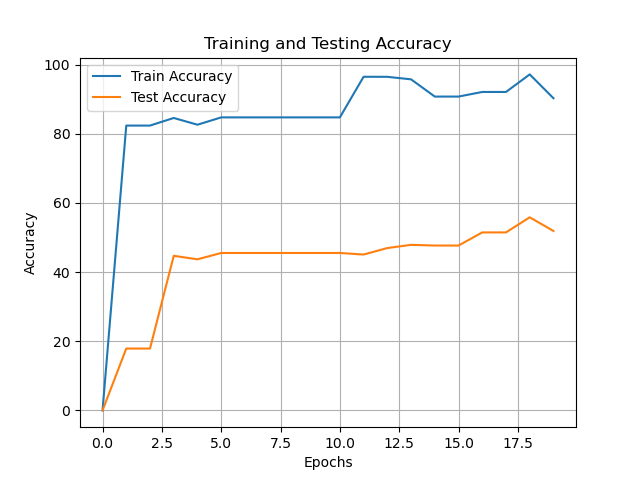 Training and Testing Accuracy
Train Accuracy
Test Accuracy
100
80
60
40
20
0
Accuracy
0.0 2.5 5.0 7.5 10.0 12.5 15.0 17.5
Epochs